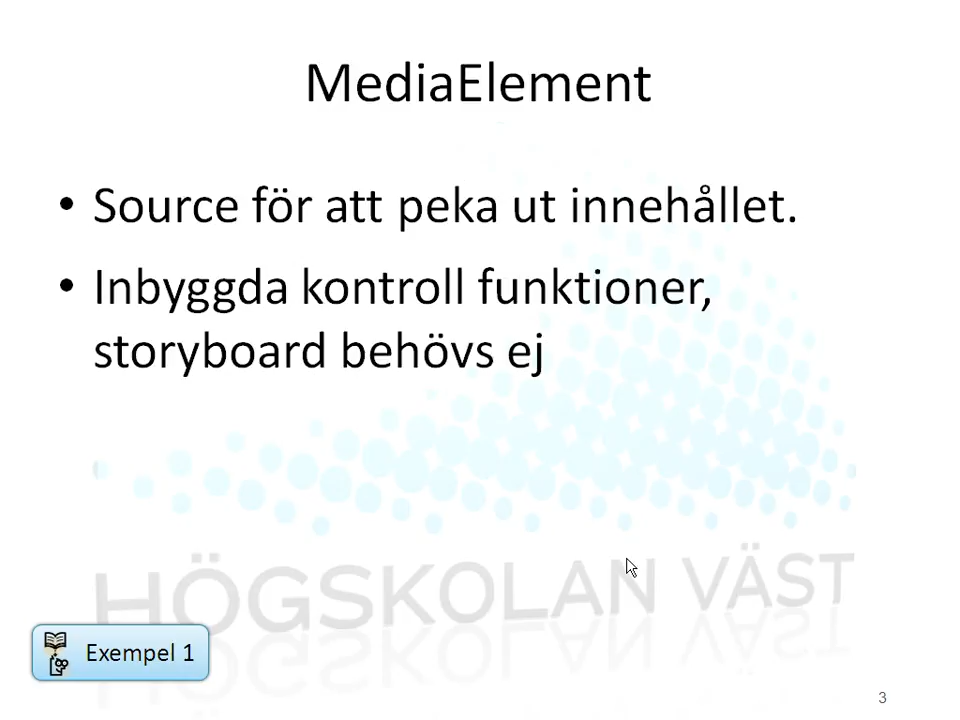 MediaElement
• Source för att peka ut innehållet.
• Inbyggda kontroll funktioner,
storyboard behövs ej
HÖGSKOLAN VÄST
Exempel 1
3